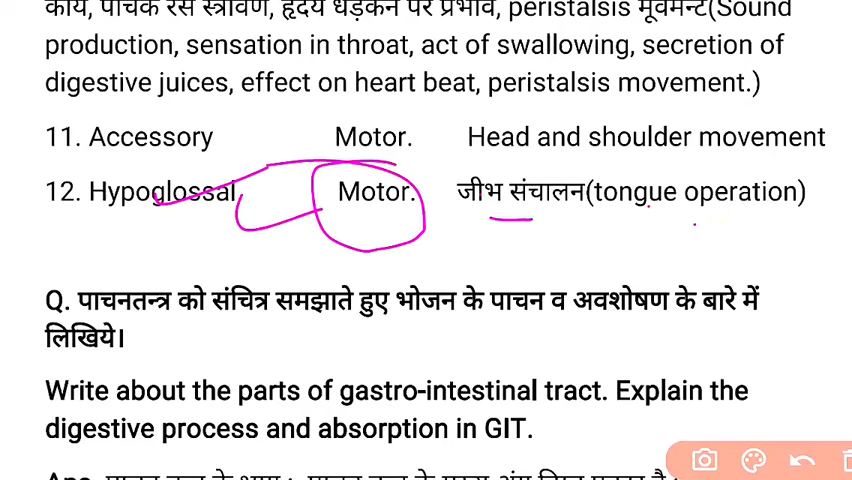 कार्य, पाचक रस स्त्रावण, हृदय धड़कन पर प्रभाव, peristalsis मूवमेन्ट(Sound
production, sensation in throat, act of swallowing, secretion of
digestive juices, effect on heart beat, peristalsis movement.)
11. Accessory Motor. Head and shoulder movement
12. Hypoglossal Motor. जीभ संचालन(tongue operation)
Q. पाचनतन्त्र को संचित्र समझाते हुए भोजन के पाचन व अवशोषण के बारे में
लिखिये।
Write about the parts of gastro-intestinal tract. Explain the
digestive process and absorption in GIT.